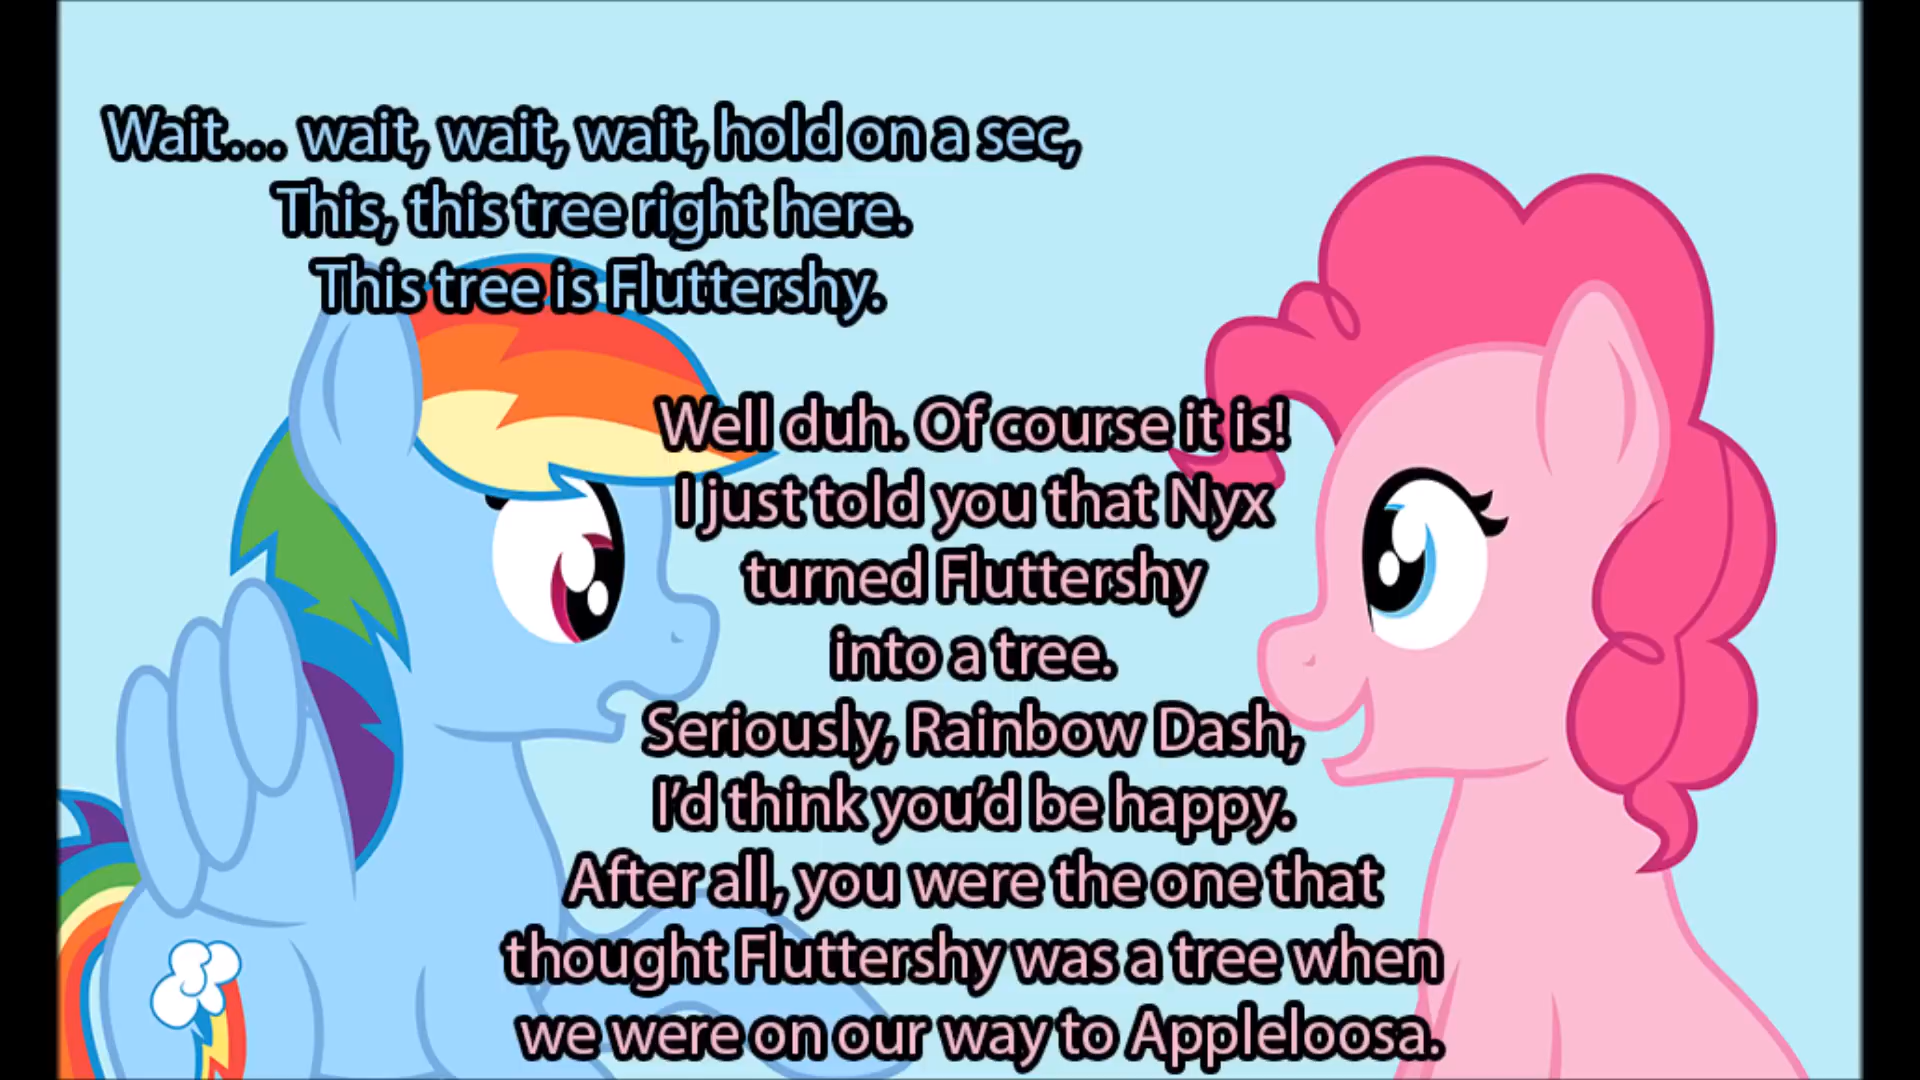 Wait... wait, wait, wait, hold on a sec,
This, this tree right here.
This tree is Fluttershy.
Well duh. Of course it is!
I just told you that Nyx
turned Fluttershy
into a tree.
Seriously, Rainbow Dash,
I'd think you'd be happy.
After all, you were the one that
thought Fluttershy was a tree when
we were on our way to Appleloosa.